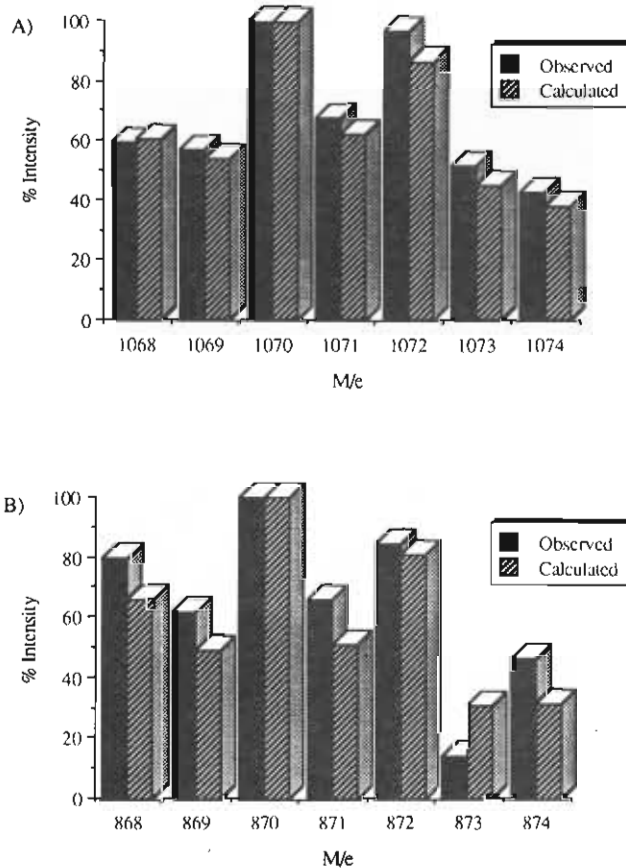 A)
100
80
60
40
20
0
% Intensity
Observed
Calculated
1068 1069 1070 1071 1072 1073 1074
M/e
B)
100
80
60
40
20
0
% Intensity
Observed
Calculated
868 869 870 871 872 873 874
M/e